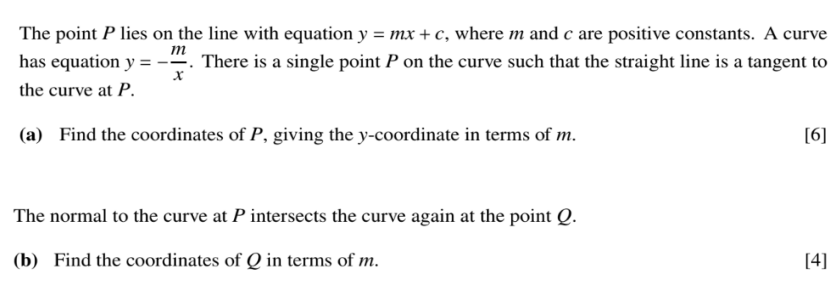 The point P lies on the line with equation y = mx + c, where m and c are positive constants. A curve
has equation y = −m/x. There is a single point P on the curve such that the straight line is a tangent to
the curve at P.
(a) Find the coordinates of P, giving the y-coordinate in terms of m. [6]
The normal to the curve at P intersects the curve again at the point Q.
(b) Find the coordinates of Q in terms of m. [4]